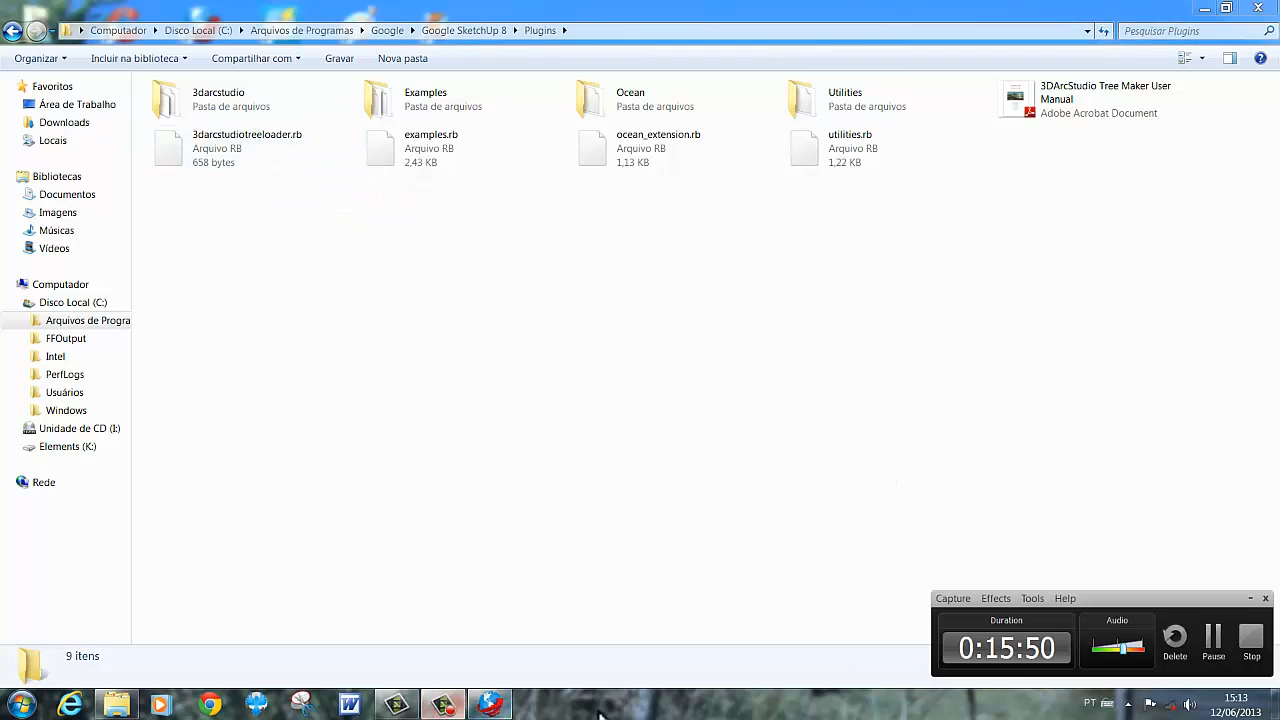 Computador Disco Local (C:) Arquivos de Programas Google Google SketchUp 8 Plugins
Pesquisar Plugins
Organizar Incluir na biblioteca Compartilhar com Gravar Nova pasta
Favoritos
Área de Trabalho
Downloads
Locais
Bibliotecas
Documentos
Imagens
Músicas
Vídeos
Computador
Disco Local (C:)
Arquivos de Progra
FFOutput
Intel
PerfLogs
Usuários
Windows
Unidade de CD (I:)
Elements (K:)
Rede
3darcstudio
Pasta de arquivos
Examples
Pasta de arquivos
Ocean
Pasta de arquivos
Utilities
Pasta de arquivos
3DArcStudio Tree Maker User
Manual
Adobe Acrobat Document
3darcstudiotreeloader.rb
Arquivo RB
658 bytes
examples.rb
Arquivo RB
2,43 KB
ocean_extension.rb
Arquivo RB
1,13 KB
utilities.rb
Arquivo RB
1,22 KB
Capture Effects Tools Help
Duration
0:15:50
Audio
Delete Pause Stop
9 itens
PT
15:13
12/06/2013